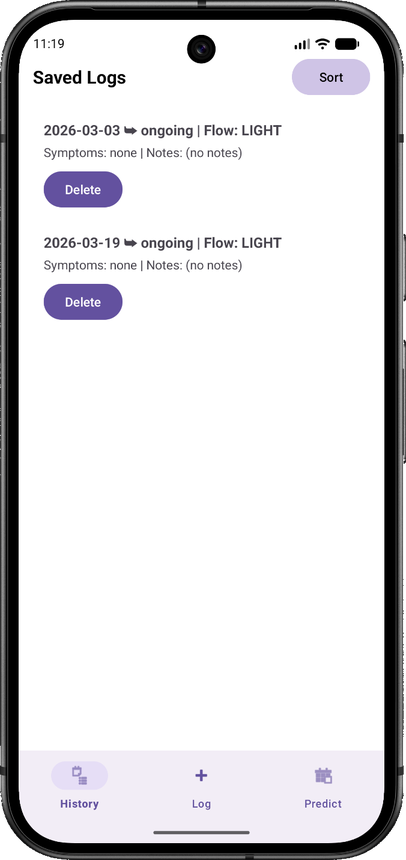 11:19
Saved Logs
Sort
2026-03-03 ➥ ongoing | Flow: LIGHT
Symptoms: none | Notes: (no notes)
Delete
2026-03-19 ➥ ongoing | Flow: LIGHT
Symptoms: none | Notes: (no notes)
Delete
History
Log
Predict